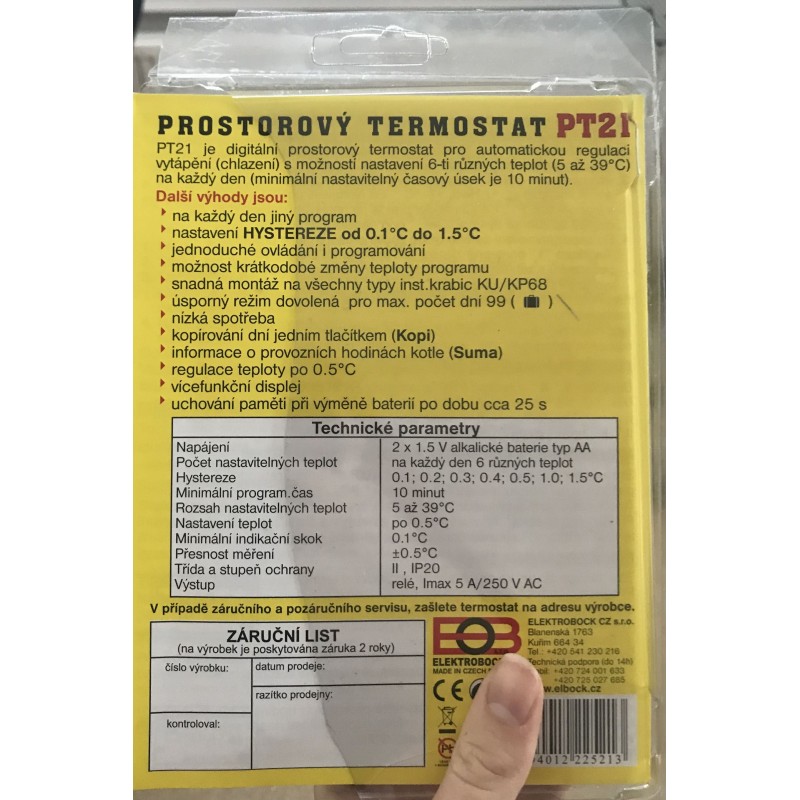 PROSTOROVÝ TERMOSTAT PT21
PT21 je digitální prostorový termostat pro automatickou regulaci
vytápění (chlazení) s možností nastavení 6-ti různých teplot (5 až 39°C)
na každý den (minimální nastavitelný časový úsek je 10 minut).
Další výhody jsou:
na každý den jiný program
nastavení HYSTEREZE od 0.1°C do 1.5°C
jednoduché ovládání i programování
možnost krátkodobé změny teploty programu
snadná montáž na všechny typy inst.krabic KU/KP68
úsporný režim dovolená pro max. počet dní 99 ( )
nízká spotřeba
kopírování dní jedním tlačítkem (Kopi)
informace o provozních hodinách kotle (Suma)
regulace teploty po 0.5°C
vícefunkční displej
uchování paměti při výměně baterií po dobu cca 25 s
Technické parametry
Napájení 2 x 1.5 V alkalické baterie typ AA
Počet nastavitelných teplot na každý den 6 různých teplot
Hystereze 0.1; 0.2; 0.3; 0.4; 0.5; 1.0; 1.5°C
Minimální program.čas 10 minut
Rozsah nastavitelných teplot 5 až 39°C
Nastavení teplot po 0.5°C
Minimální indikační skok 0.1°C
Přesnost měření ±0.5°C
Třída a stupeň ochrany II , IP20
Výstup relé, Imax 5 A/250 V AC
V případě záručního a pozáručního servisu, zašlete termostat na adresu výrobce.
ZÁRUČNÍ LIST
(na výrobek je poskytována záruka 2 roky)
číslo výrobku:
datum prodeje:
razítko prodejny:
kontroloval:
EOB
ELEKTROBOCK
MADE IN CZECH
ELEKTROBOCK CZ s.r.o.
Blanenská 1763
Kuřim 664 34
Tel.: +420 541 230 216
Technická podpora (do 14h)
+420 724 001 633
+420 725 027 685
.elbock.cz
CE
4012 225213